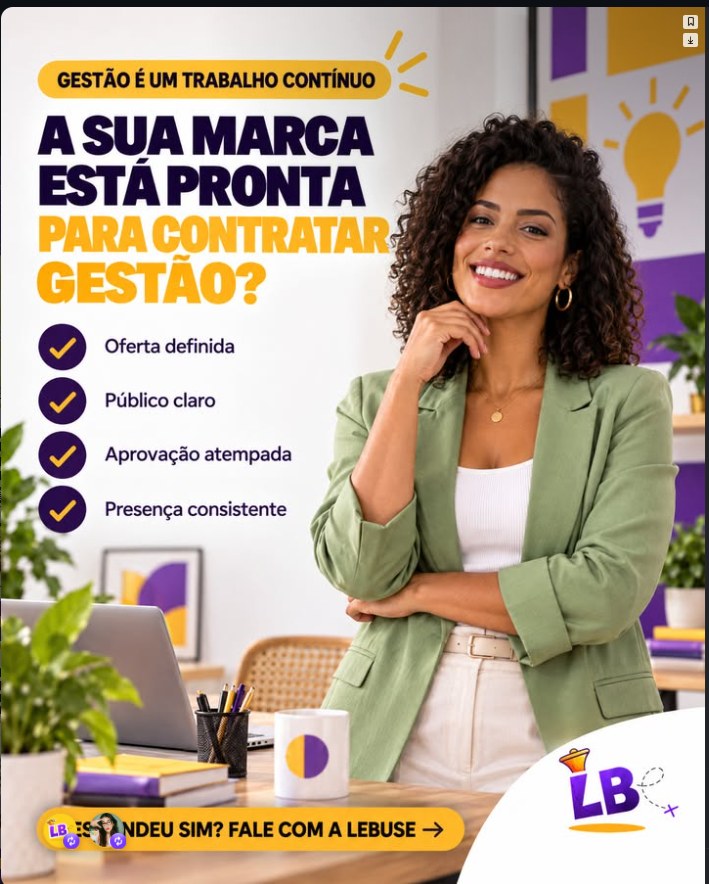 GESTÃO É UM TRABALHO CONTÍNUO
A SUA MARCA
ESTÁ PRONTA
PARA CONTRATAR
GESTÃO?
Oferta definida
Público claro
Aprovação atempada
Presença consistente
LB
SIM? FALE COM A LEBUSE →
LB